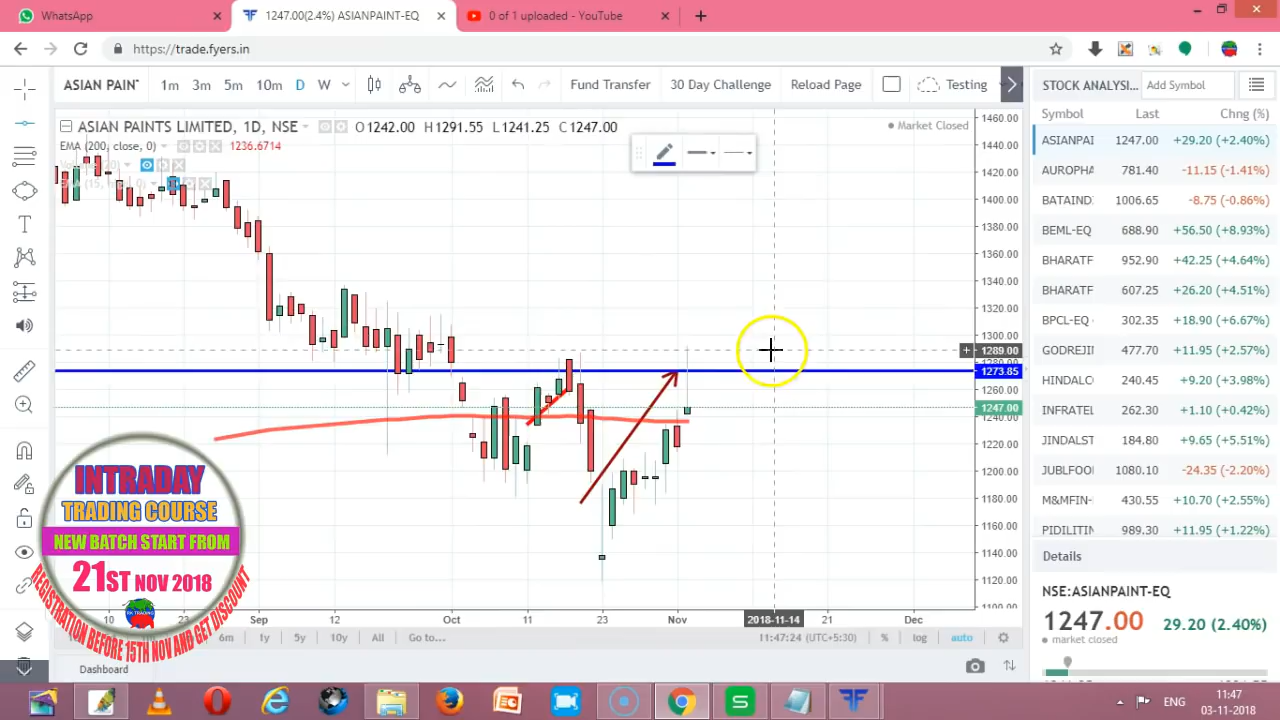 WhatsApp
1247.00(2.4%) ASIANPAINT-EQ
0 of 1 uploaded - YouTube
https://trade.fyers.in
ASIAN PAIN
1m 3m 5m 10m D W
Fund Transfer
30 Day Challenge
Reload Page
Testing
STOCK ANALYSI...
Add Symbol
ASIAN PAINTS LIMITED, 1D, NSE
O1242.00 H1291.55 L1241.25 C1247.00
Market Closed
EMA (200, close, 0)
1236.6714
Symbol Last Chng (%)
ASIANPAI 1247.00 +29.20 (+2.40%)
AUROPHA 781.40 -11.15 (-1.41%)
BATAIND 1006.65 -8.75 (-0.86%)
BEML-EQ 688.90 +56.50 (+8.93%)
BHARATF 952.90 +42.25 (+4.64%)
BHARATF 607.25 +26.20 (+4.51%)
BPCL-EQ 302.35 +18.90 (+6.67%)
GODREJIN 477.70 +11.95 (+2.57%)
HINDALCO 240.45 +9.20 (+3.98%)
INFRATEL 262.30 +1.10 (+0.42%)
JINDALST 184.80 +9.65 (+5.51%)
JUBLFOO 1080.10 -24.35 (-2.20%)
M&MFIN- 430.55 +10.70 (+2.55%)
PIDILITIN 989.30 +11.95 (+1.22%)
1460.00
1440.00
1420.00
1400.00
1380.00
1360.00
1340.00
1320.00
1300.00
1289.00
1280.00
1273.85
1260.00
1247.00
1240.00
1220.00
1200.00
1180.00
1160.00
1140.00
1120.00
1100.00
INTRADAY
TRADING COURSE
NEW BATCH START FROM
21ST NOV 2018
RK TRADING
REGISTRATION BEFORE 15TH NOV AND GET DISCOUNT
10 23 Sep 12 Oct 11 23 Nov 2018-11-14 21 Dec
6m 1y 5y 10y All Go to...
11:47:24 (UTC+5:30)
% log auto
Dashboard
Details
NSE:ASIANPAINT-EQ
1247.00 29.20 (2.40%)
market closed
ENG
11:47
03-11-2018